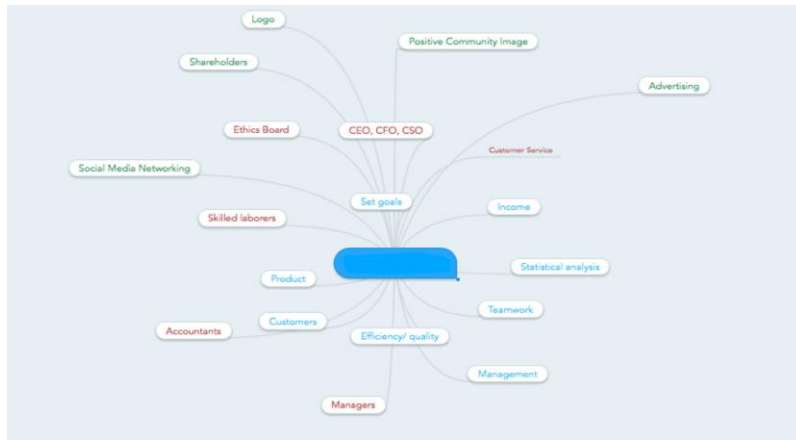 Logo
Positive Community Image
Shareholders
Advertising
Ethics Board
CEO, CFO, CSO
Customer Service
Social Media Networking
Set goals
Income
Skilled laborers
Statistical analysis
Product
Teamwork
Customers
Accountants
Efficiency/ quality
Management
Managers